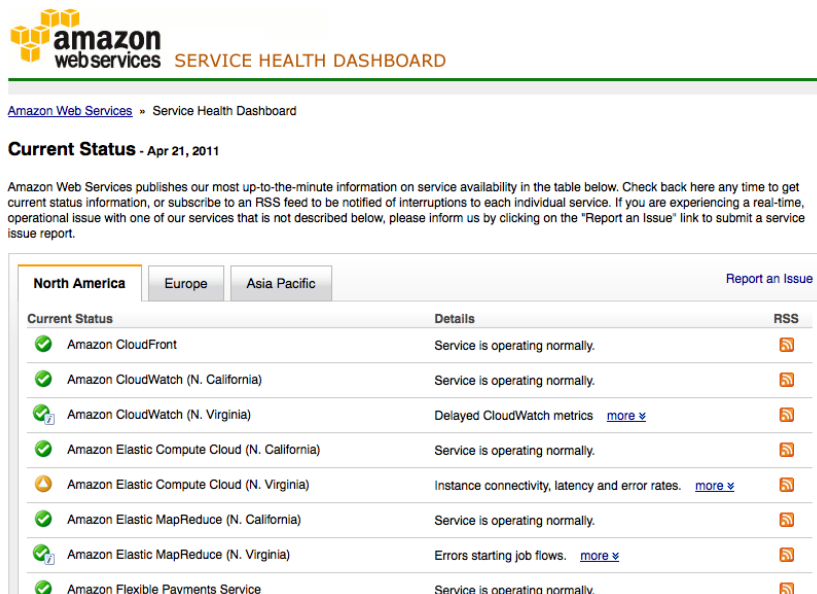 amazon
webservices SERVICE HEALTH DASHBOARD
Amazon Web Services » Service Health Dashboard
Current Status - Apr 21, 2011
Amazon Web Services publishes our most up-to-the-minute information on service availability in the table below. Check back here any time to get
current status information, or subscribe to an RSS feed to be notified of interruptions to each individual service. If you are experiencing a real-time,
operational issue with one of our services that is not described below, please inform us by clicking on the "Report an Issue" link to submit a service
issue report.
North America Europe Asia Pacific Report an Issue
Current Status Details RSS
Amazon CloudFront Service is operating normally.
Amazon CloudWatch (N. California) Service is operating normally.
Amazon CloudWatch (N. Virginia) Delayed CloudWatch metrics more
Amazon Elastic Compute Cloud (N. California) Service is operating normally.
Amazon Elastic Compute Cloud (N. Virginia) Instance connectivity, latency and error rates. more
Amazon Elastic MapReduce (N. California) Service is operating normally.
Amazon Elastic MapReduce (N. Virginia) Errors starting job flows. more
Amazon Flexible Payments Service Service is operating normally.